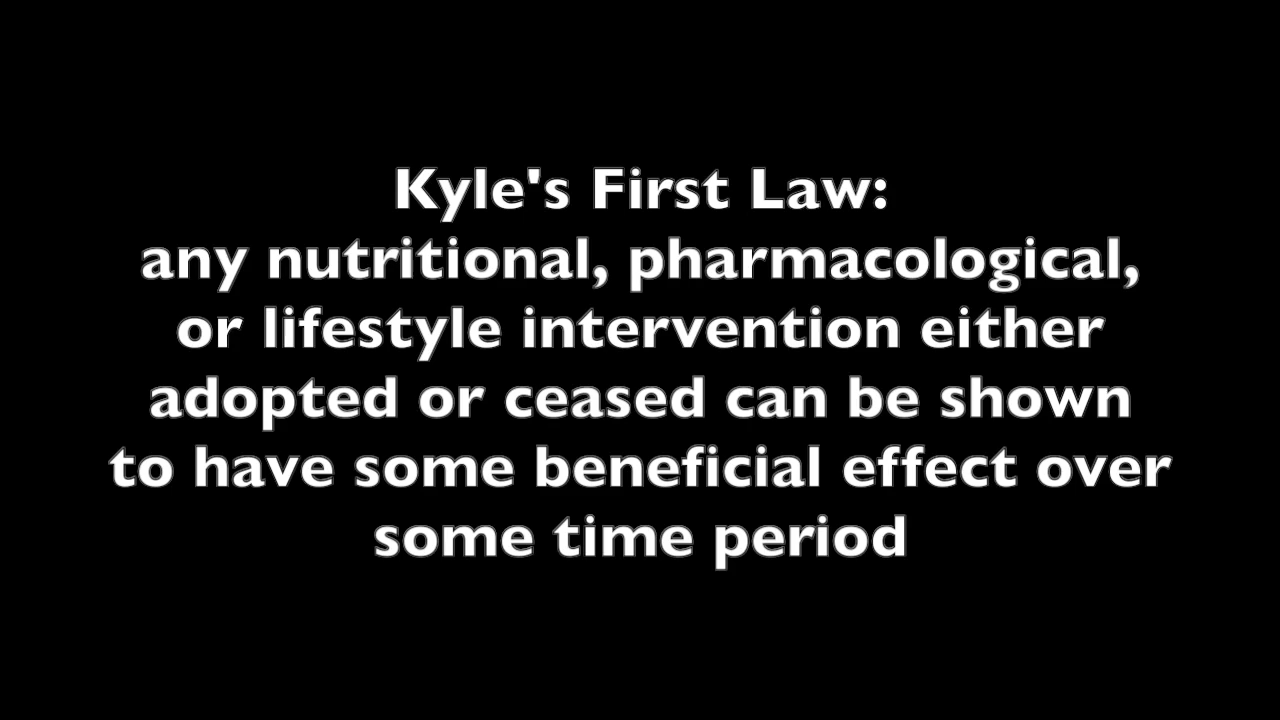 Kyle's First Law:
any nutritional, pharmacological,
or lifestyle intervention either
adopted or ceased can be shown
to have some beneficial effect over
some time period